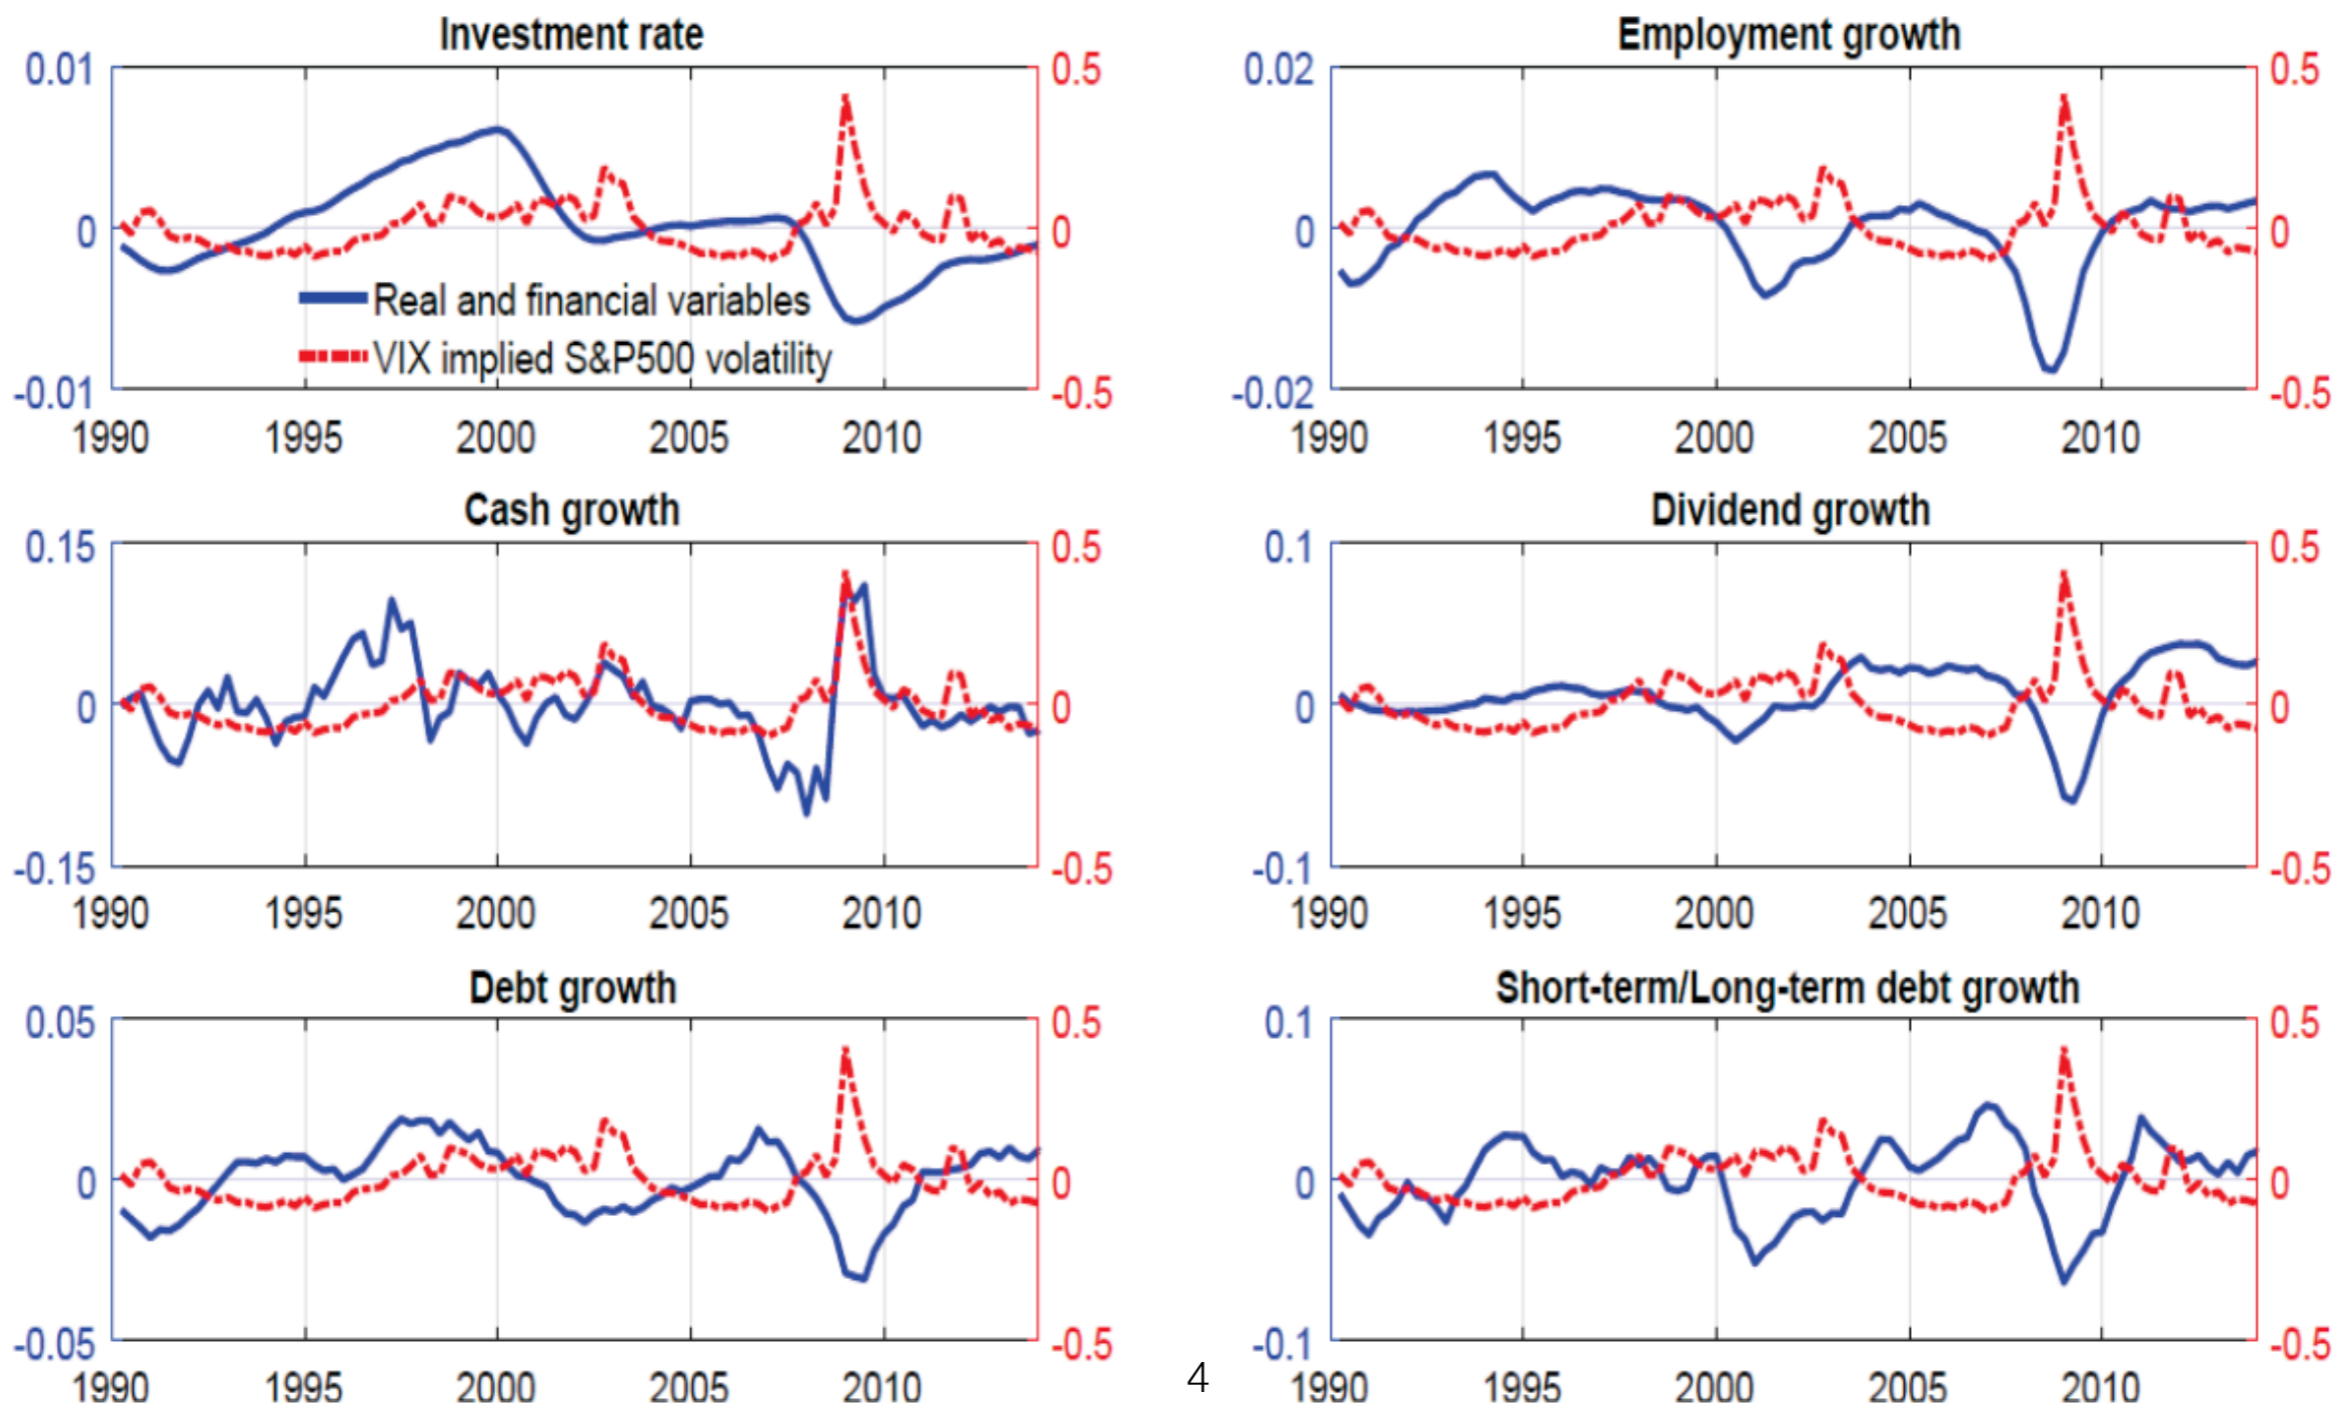 Investment rate
0.01
0
-0.01
0.5
0
-0.5
Real and financial variables
VIX implied S&P500 volatility
1990 1995 2000 2005 2010
Employment growth
0.02
0
-0.02
0.5
0
-0.5
1990 1995 2000 2005 2010
Cash growth
0.15
0
-0.15
0.5
0
-0.5
1990 1995 2000 2005 2010
Dividend growth
0.1
0
-0.1
0.5
0
-0.5
1990 1995 2000 2005 2010
Debt growth
0.05
0
-0.05
0.5
0
-0.5
1990 1995 2000 2005 2010
Short-term/Long-term debt growth
0.1
0
-0.1
0.5
0
-0.5
1990 1995 2000 2005 2010
4